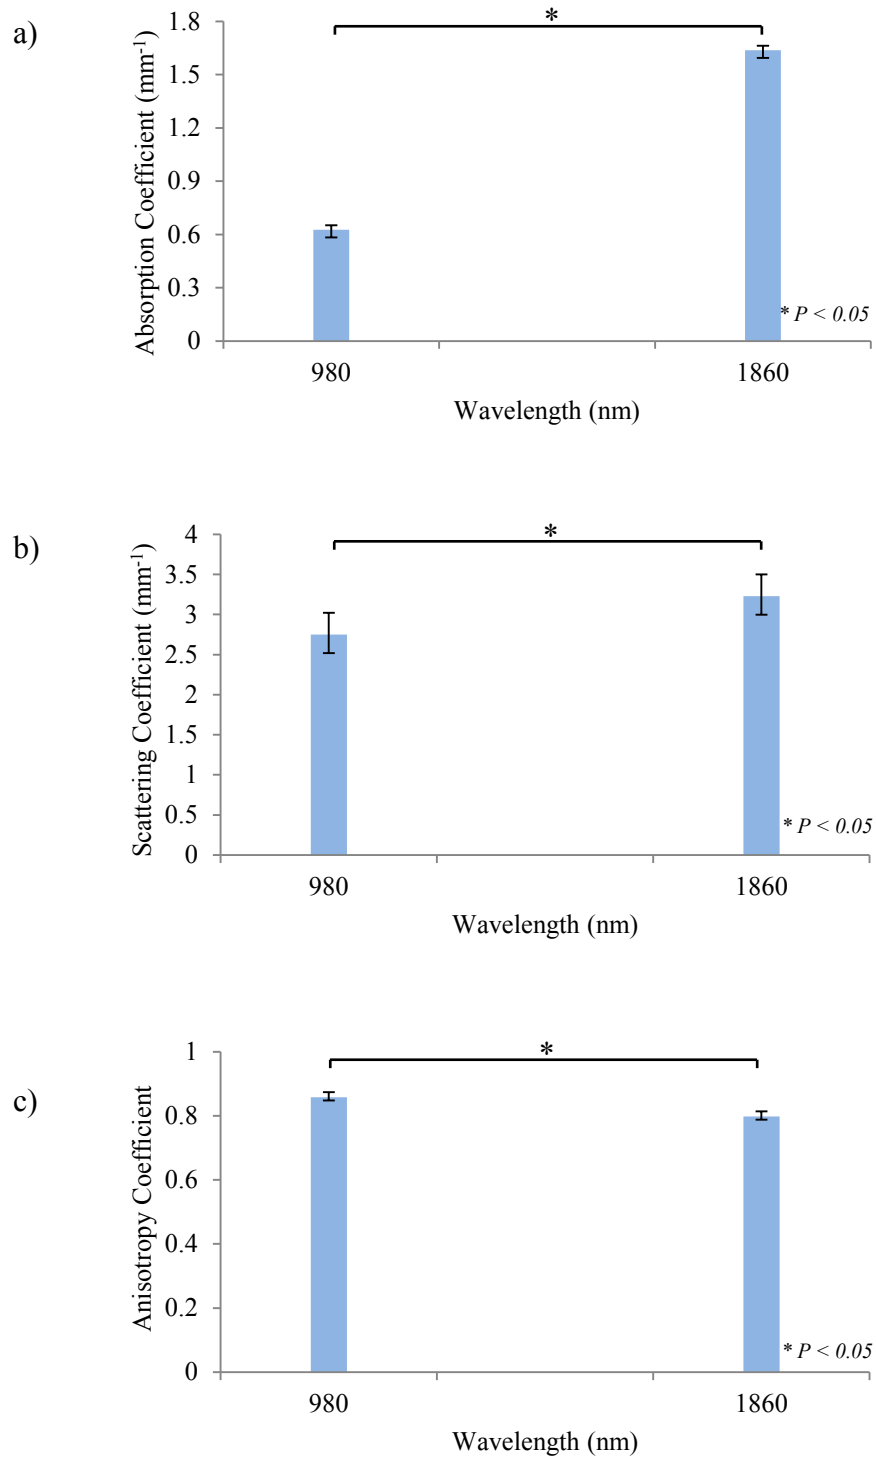 a)
Absorption Coefficient (mm⁻¹)
1.8
1.5
1.2
0.9
0.6
0.3
0
*
* P < 0.05
980 1860
Wavelength (nm)
b)
Scattering Coefficient (mm⁻¹)
4
3.5
3
2.5
2
1.5
1
0.5
0
*
* P < 0.05
980 1860
Wavelength (nm)
c)
Anisotropy Coefficient
1
0.8
0.6
0.4
0.2
0
*
* P < 0.05
980 1860
Wavelength (nm)